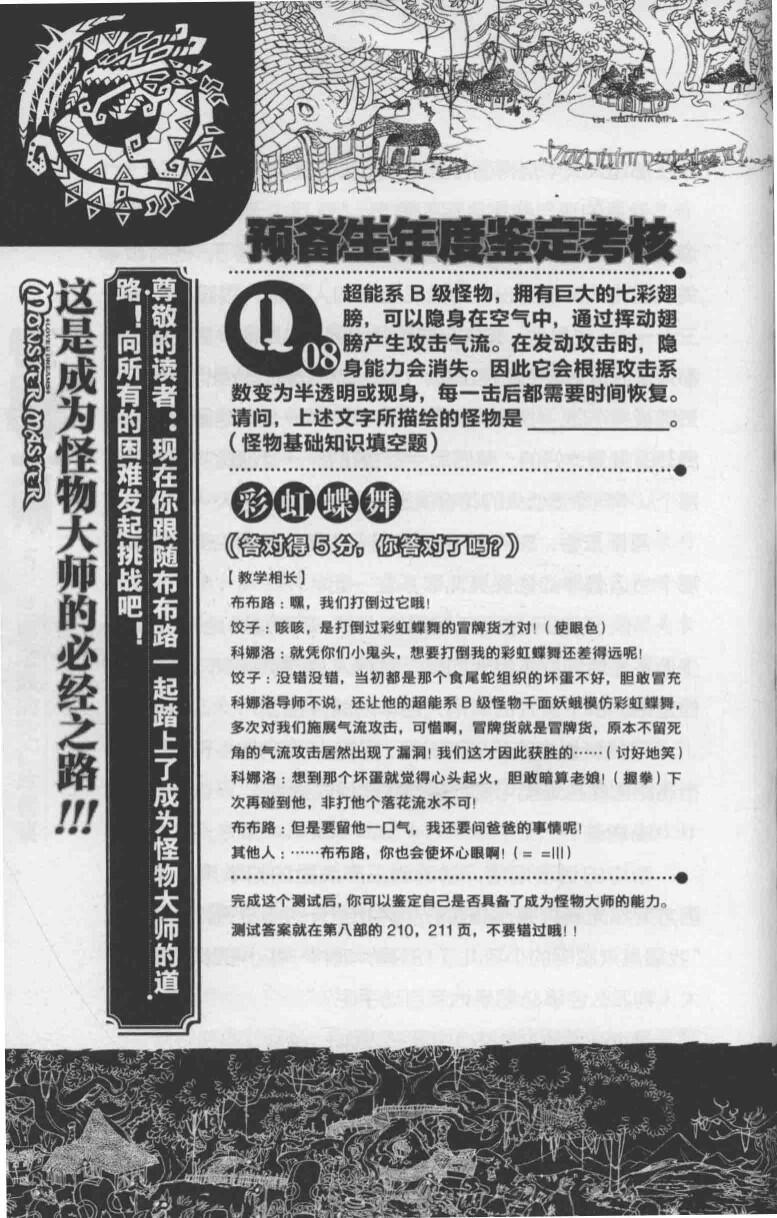 预备生年度鉴定考核
Q08
超能系 B 级怪物，拥有巨大的七彩翅
膀，可以隐身在空气中，通过挥动翅
膀产生攻击气流。在发动攻击时，隐
身能力会消失。因此它会根据攻击系
数变为半透明或现身，每一击后都需要时间恢复。
请问，上述文字所描绘的怪物是____________。
（怪物基础知识填空题）
彩虹蝶舞
（（答对得 5 分，你答对了吗？））
【教学相长】
布布路：嘿，我们打倒过它哦！
饺子：咳咳，是打倒过彩虹蝶舞的冒牌货才对！（使眼色）
科娜洛：就凭你们小鬼头，想要打倒我的彩虹蝶舞还差得远呢！
饺子：没错没错，当初都是那个食尾蛇组织的坏蛋不好，胆敢冒充
科娜洛导师不说，还让他的超能系 B 级怪物千面妖蛾模仿彩虹蝶舞，
多次对我们施展气流攻击，可惜啊，冒牌货就是冒牌货，原本不留死
角的气流攻击居然出现了漏洞！我们这才因此获胜的……（讨好地笑）
科娜洛：想到那个坏蛋就觉得心头起火，胆敢暗算老娘！（握拳）下
次再碰到他，非打他个落花流水不可！
布布路：但是要留他一口气，我还要问爸爸的事情呢！
其他人：……布布路，你也会使坏心眼啊！（= =|||）
完成这个测试后，你可以鉴定自己是否具备了成为怪物大师的能力。
测试答案就在第八部的 210，211 页，不要错过哦！！
尊敬的读者：现在你跟随布布路一起踏上了成为怪物大师的道
路！向所有的困难发起挑战吧！
这是成为怪物大师的必经之路!!!
MONSTER MASTER